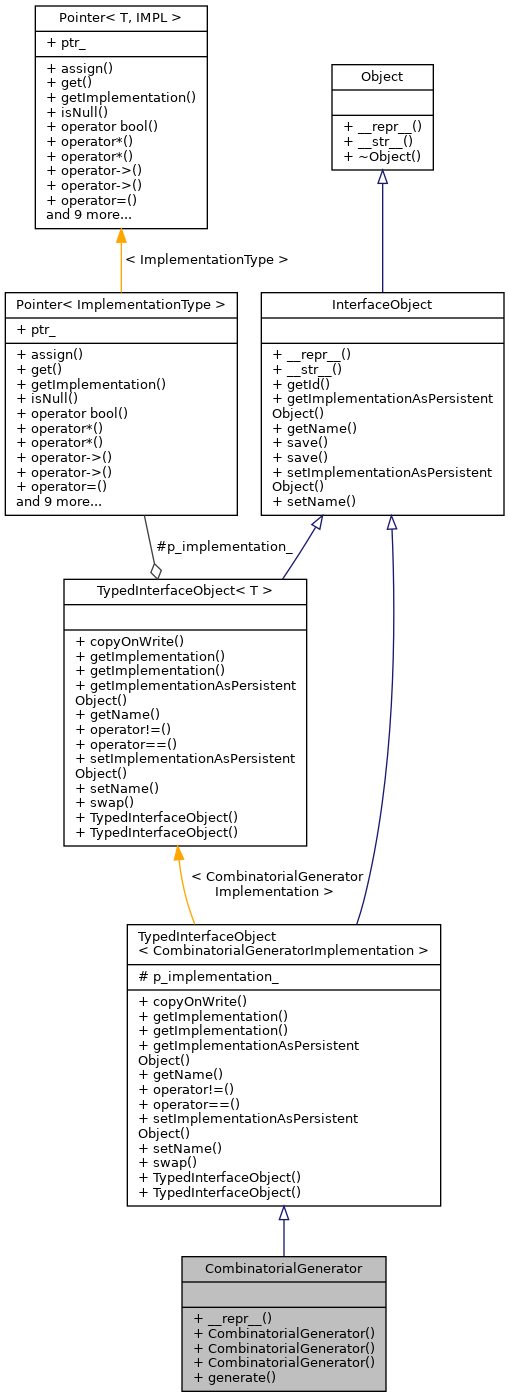 Pointer< T, IMPL >
+ ptr_
+ assign()
+ get()
+ getImplementation()
+ isNull()
+ operator bool()
+ operator*()
+ operator*()
+ operator->()
+ operator->()
+ operator=()
and 9 more...
Object
+ __repr__()
+ __str__()
+ ~Object()
< ImplementationType >
Pointer< ImplementationType >
+ ptr_
+ assign()
+ get()
+ getImplementation()
+ isNull()
+ operator bool()
+ operator*()
+ operator*()
+ operator->()
+ operator->()
+ operator=()
and 9 more...
InterfaceObject
+ __repr__()
+ __str__()
+ getId()
+ getImplementationAsPersistent
Object()
+ getName()
+ save()
+ save()
+ setImplementationAsPersistent
Object()
+ setName()
#p_implementation_
TypedInterfaceObject< T >
+ copyOnWrite()
+ getImplementation()
+ getImplementation()
+ getImplementationAsPersistent
Object()
+ getName()
+ operator!=()
+ operator==()
+ setImplementationAsPersistent
Object()
+ setName()
+ swap()
+ TypedInterfaceObject()
+ TypedInterfaceObject()
< CombinatorialGenerator
Implementation >
TypedInterfaceObject
< CombinatorialGeneratorImplementation >
# p_implementation_
+ copyOnWrite()
+ getImplementation()
+ getImplementation()
+ getImplementationAsPersistent
Object()
+ getName()
+ operator!=()
+ operator==()
+ setImplementationAsPersistent
Object()
+ setName()
+ swap()
+ TypedInterfaceObject()
+ TypedInterfaceObject()
CombinatorialGenerator
+ __repr__()
+ CombinatorialGenerator()
+ CombinatorialGenerator()
+ CombinatorialGenerator()
+ generate()